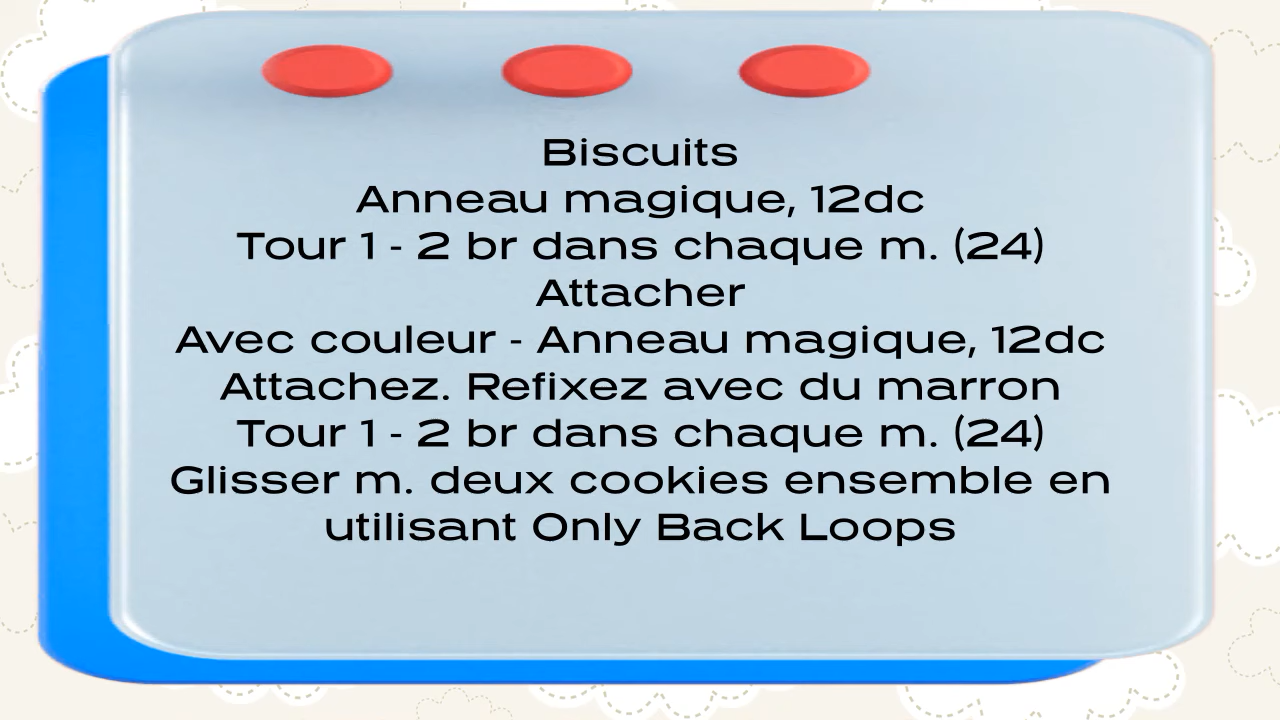 Biscuits
Anneau magique, 12dc
Tour 1 - 2 br dans chaque m. (24)
Attacher
Avec couleur - Anneau magique, 12dc
Attachez. Refixez avec du marron
Tour 1 - 2 br dans chaque m. (24)
Glisser m. deux cookies ensemble en
utilisant Only Back Loops